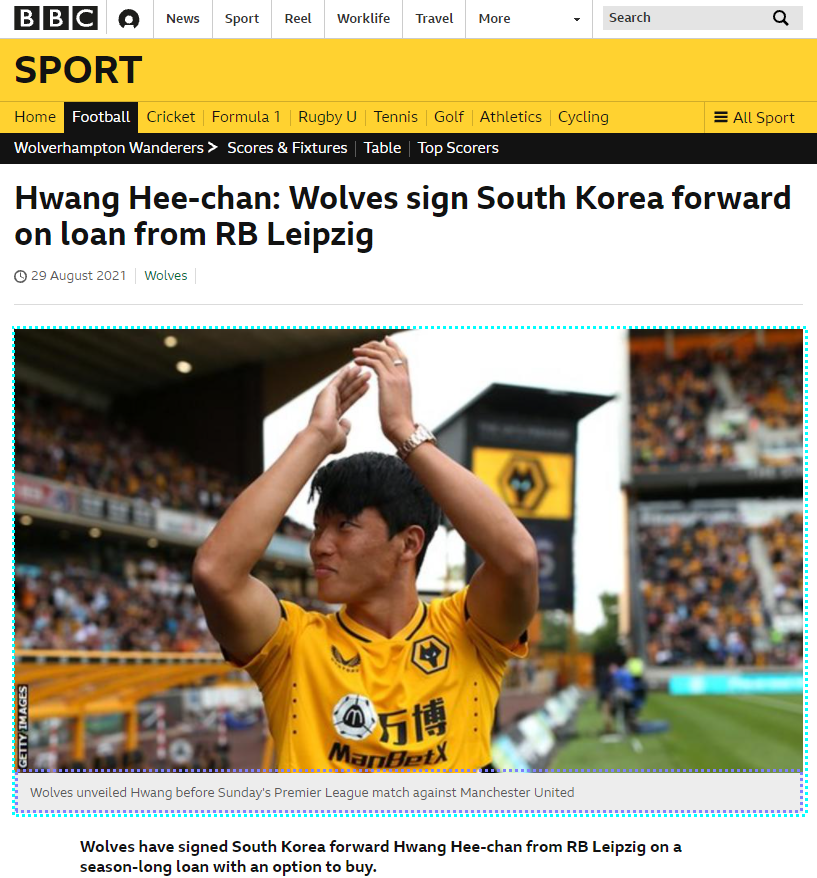 BBC
News
Sport
Reel
Worklife
Travel
More
Search
SPORT
Home
Football
Cricket
Formula 1
Rugby U
Tennis
Golf
Athletics
Cycling
All Sport
Wolverhampton Wanderers
Scores & Fixtures
Table
Top Scorers
Hwang Hee-chan: Wolves sign South Korea forward
on loan from RB Leipzig
29 August 2021
Wolves
万博
ManBetX
GETTY IMAGES
Wolves unveiled Hwang before Sunday's Premier League match against Manchester United
Wolves have signed South Korea forward Hwang Hee-chan from RB Leipzig on a
season-long loan with an option to buy.